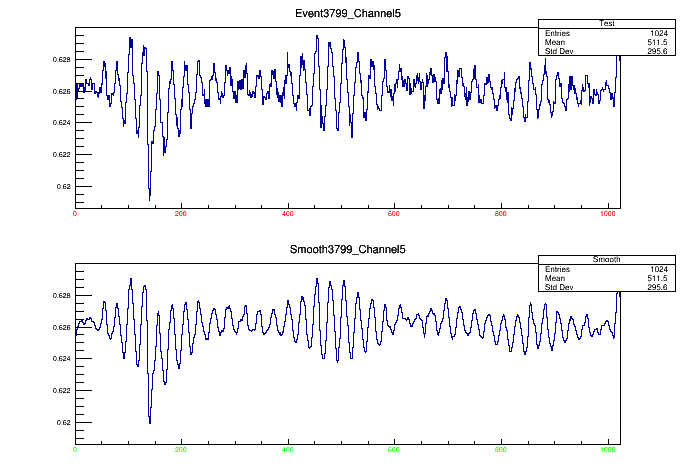 Event3799_Channel5
Test
Entries 1024
Mean 511.5
Std Dev 295.6
0.628
0.626
0.624
0.622
0.62
0 200 400 600 800 1000
Smooth3799_Channel5
Smooth
Entries 1024
Mean 511.5
Std Dev 295.6
0.628
0.626
0.624
0.622
0.62
0 200 400 600 800 1000